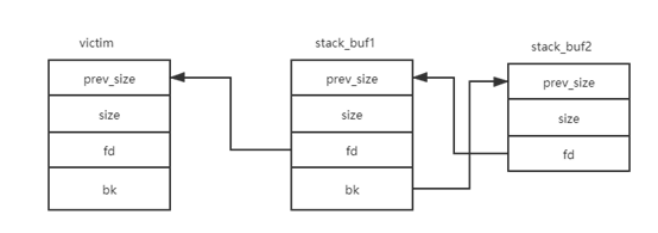 victim
prev_size
size
fd
bk
stack_buf1
prev_size
size
fd
bk
stack_buf2
prev_size
size
fd